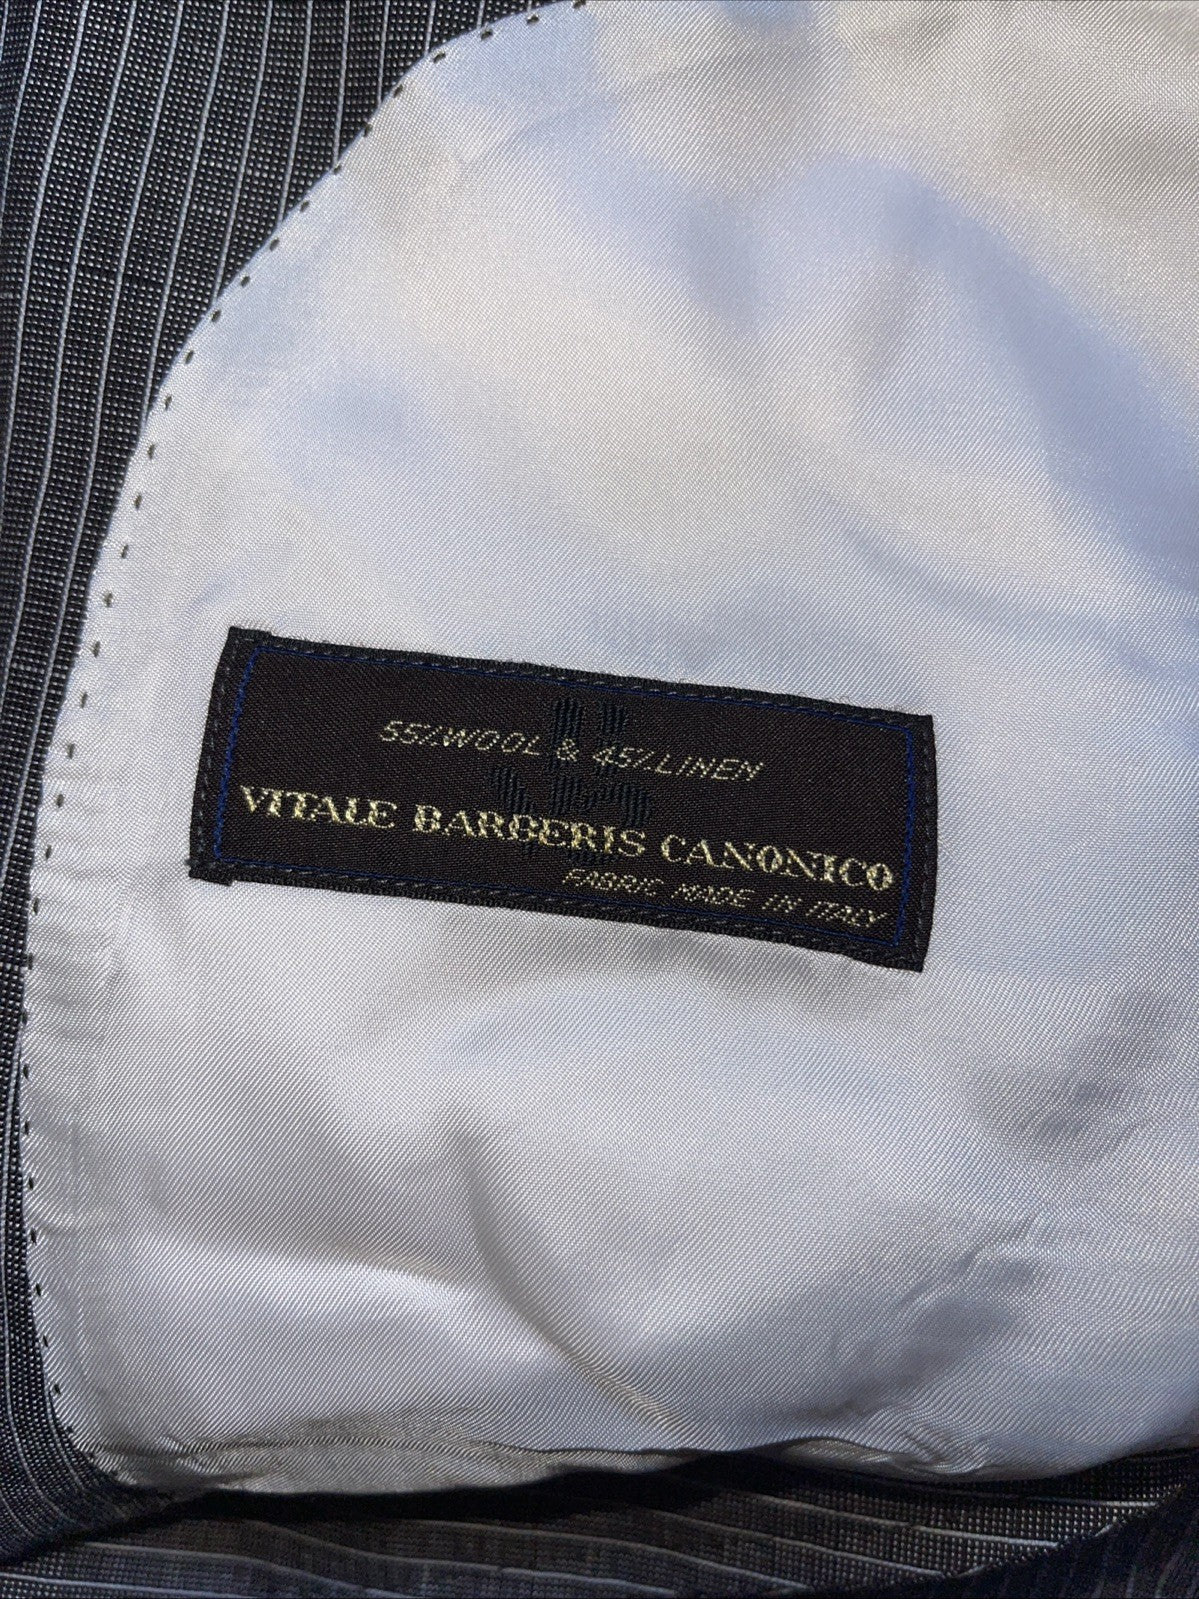 55% WOOL & 45% LINEN
VITALE BARBERIS CANONICO
FABRIC MADE IN ITALY